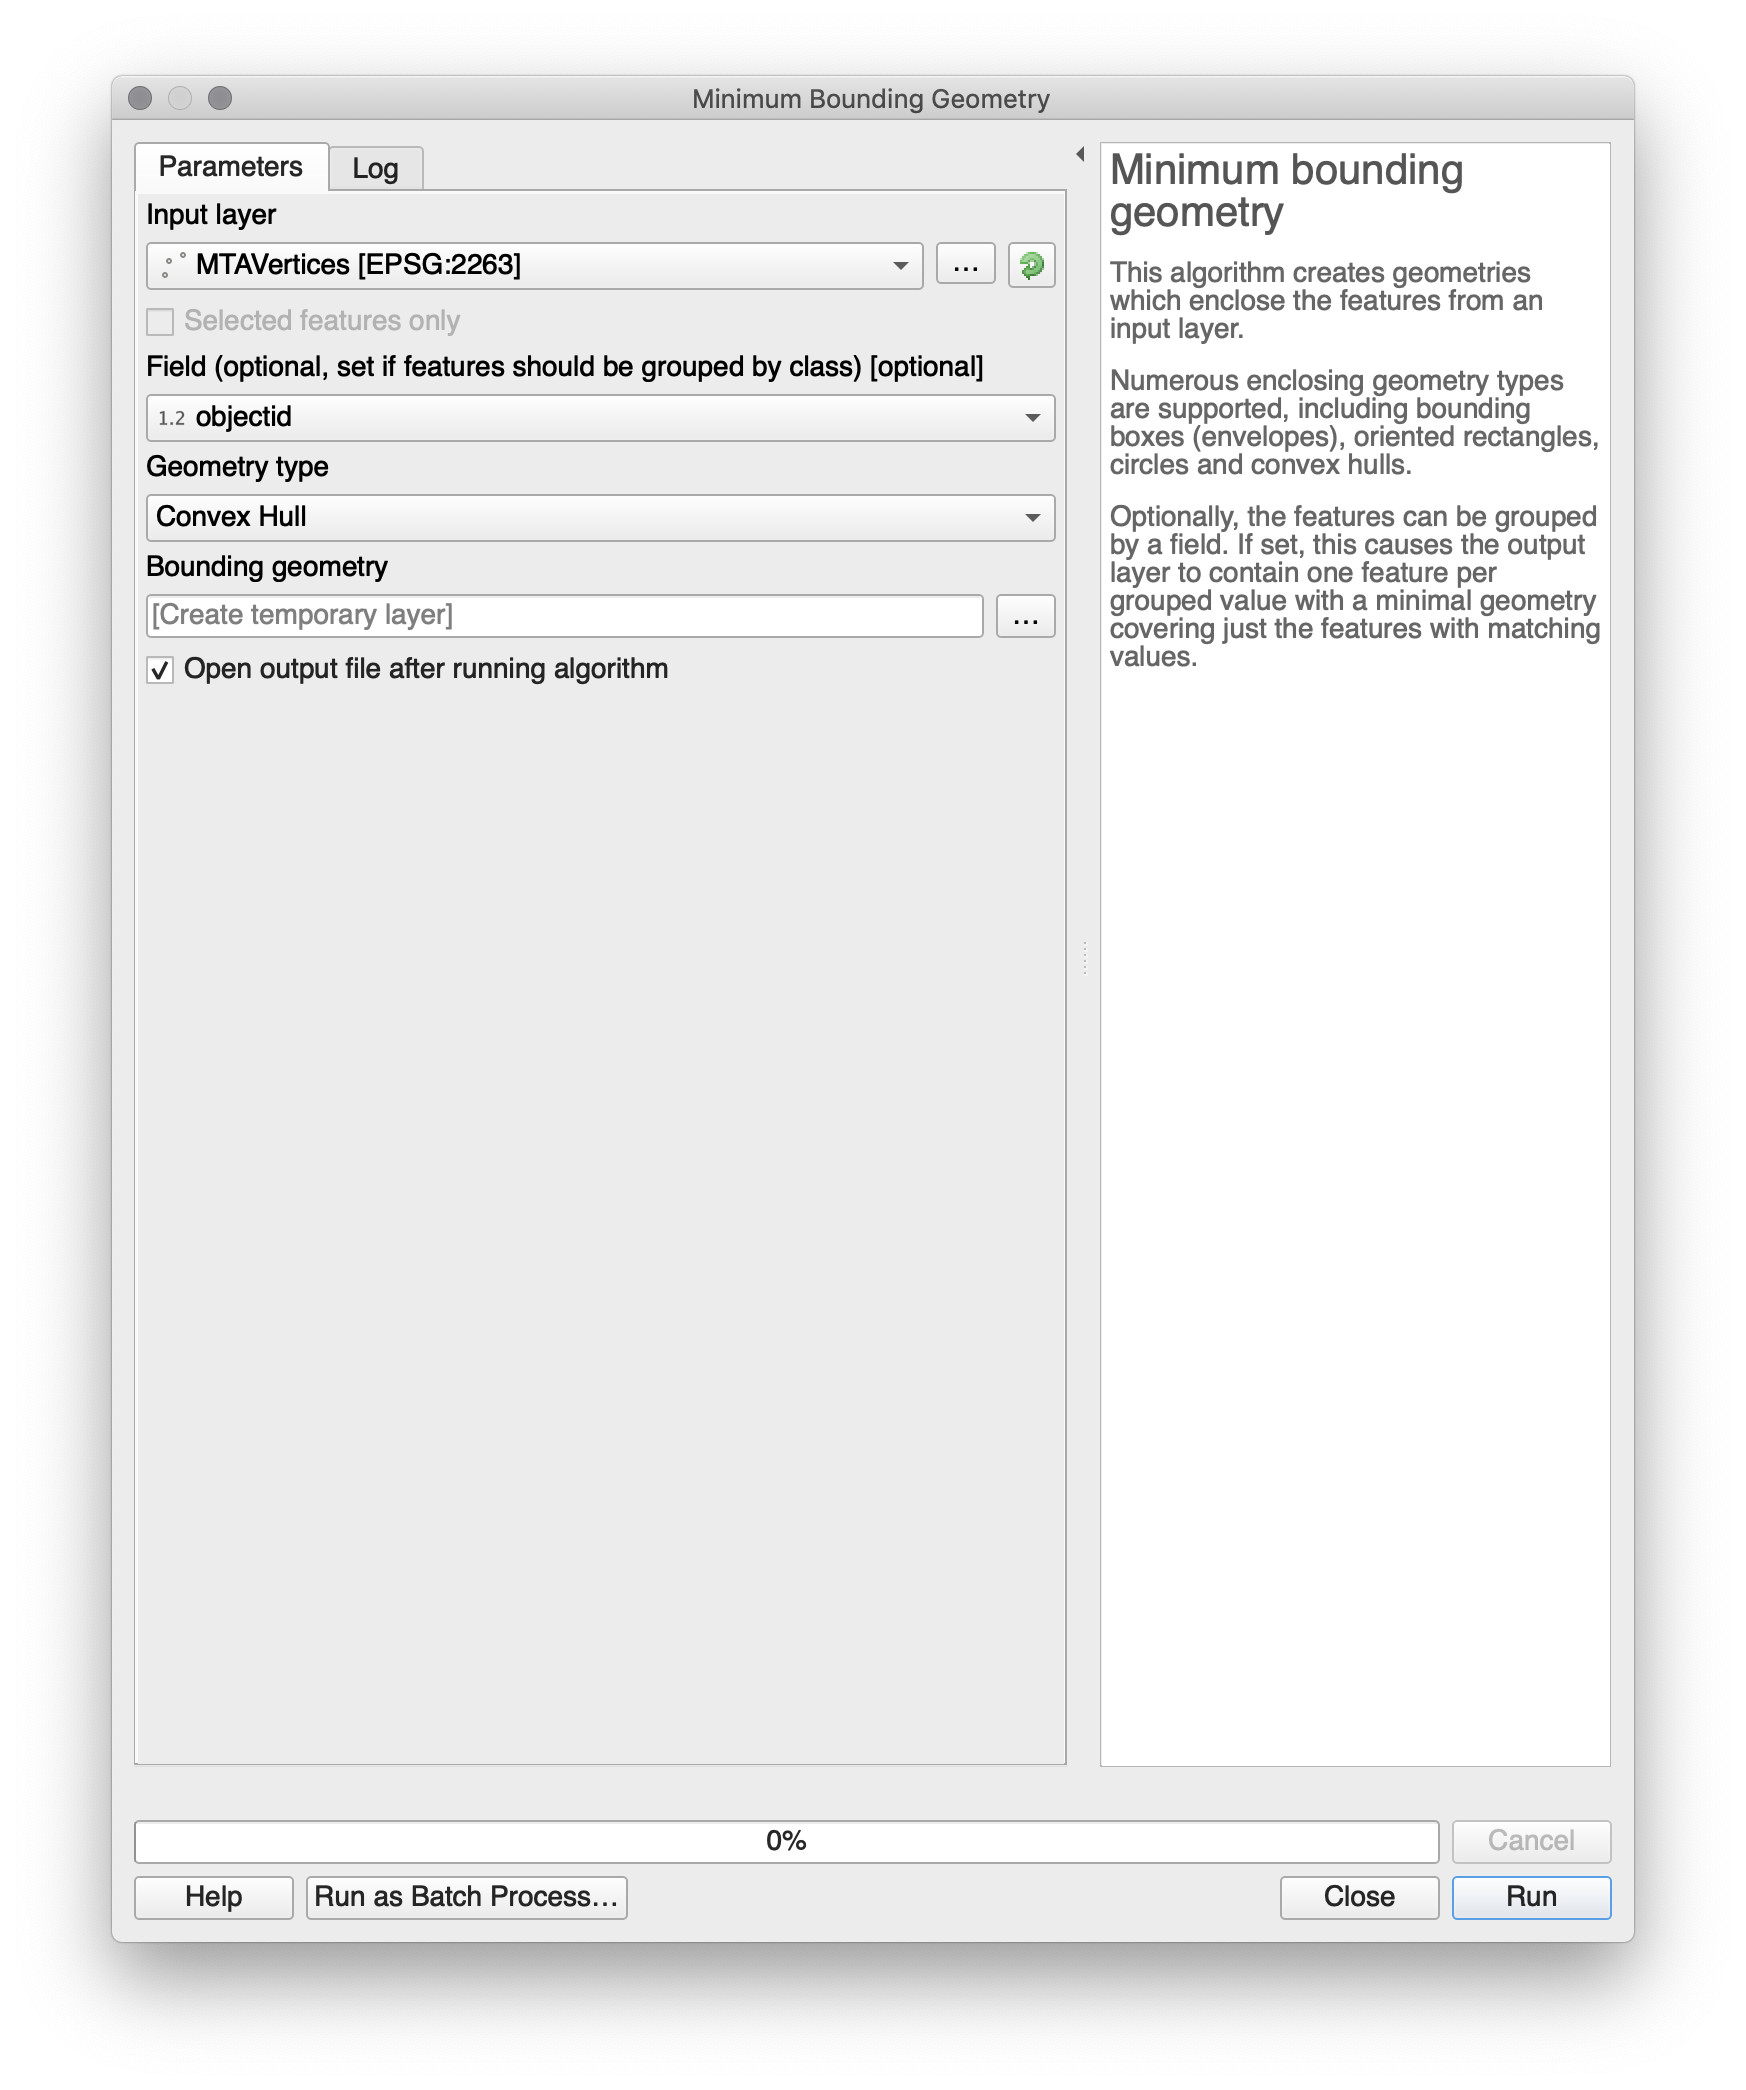 Minimum Bounding Geometry
Parameters
Log
Input layer
MTAVertices [EPSG:2263]
...
Selected features only
Field (optional, set if features should be grouped by class) [optional]
1.2 objectid
Geometry type
Convex Hull
Bounding geometry
[Create temporary layer]
...
Open output file after running algorithm
Minimum bounding
geometry
This algorithm creates geometries
which enclose the features from an
input layer.
Numerous enclosing geometry types
are supported, including bounding
boxes (envelopes), oriented rectangles,
circles and convex hulls.
Optionally, the features can be grouped
by a field. If set, this causes the output
layer to contain one feature per
grouped value with a minimal geometry
covering just the features with matching
values.
0%
Cancel
Help
Run as Batch Process...
Close
Run